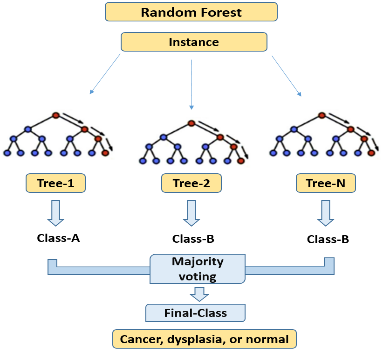 Random Forest
Instance
Tree-1
Tree-2
Tree-N
Class-A
Class-B
Class-B
Majority
voting
Final-Class
Cancer, dysplasia, or normal